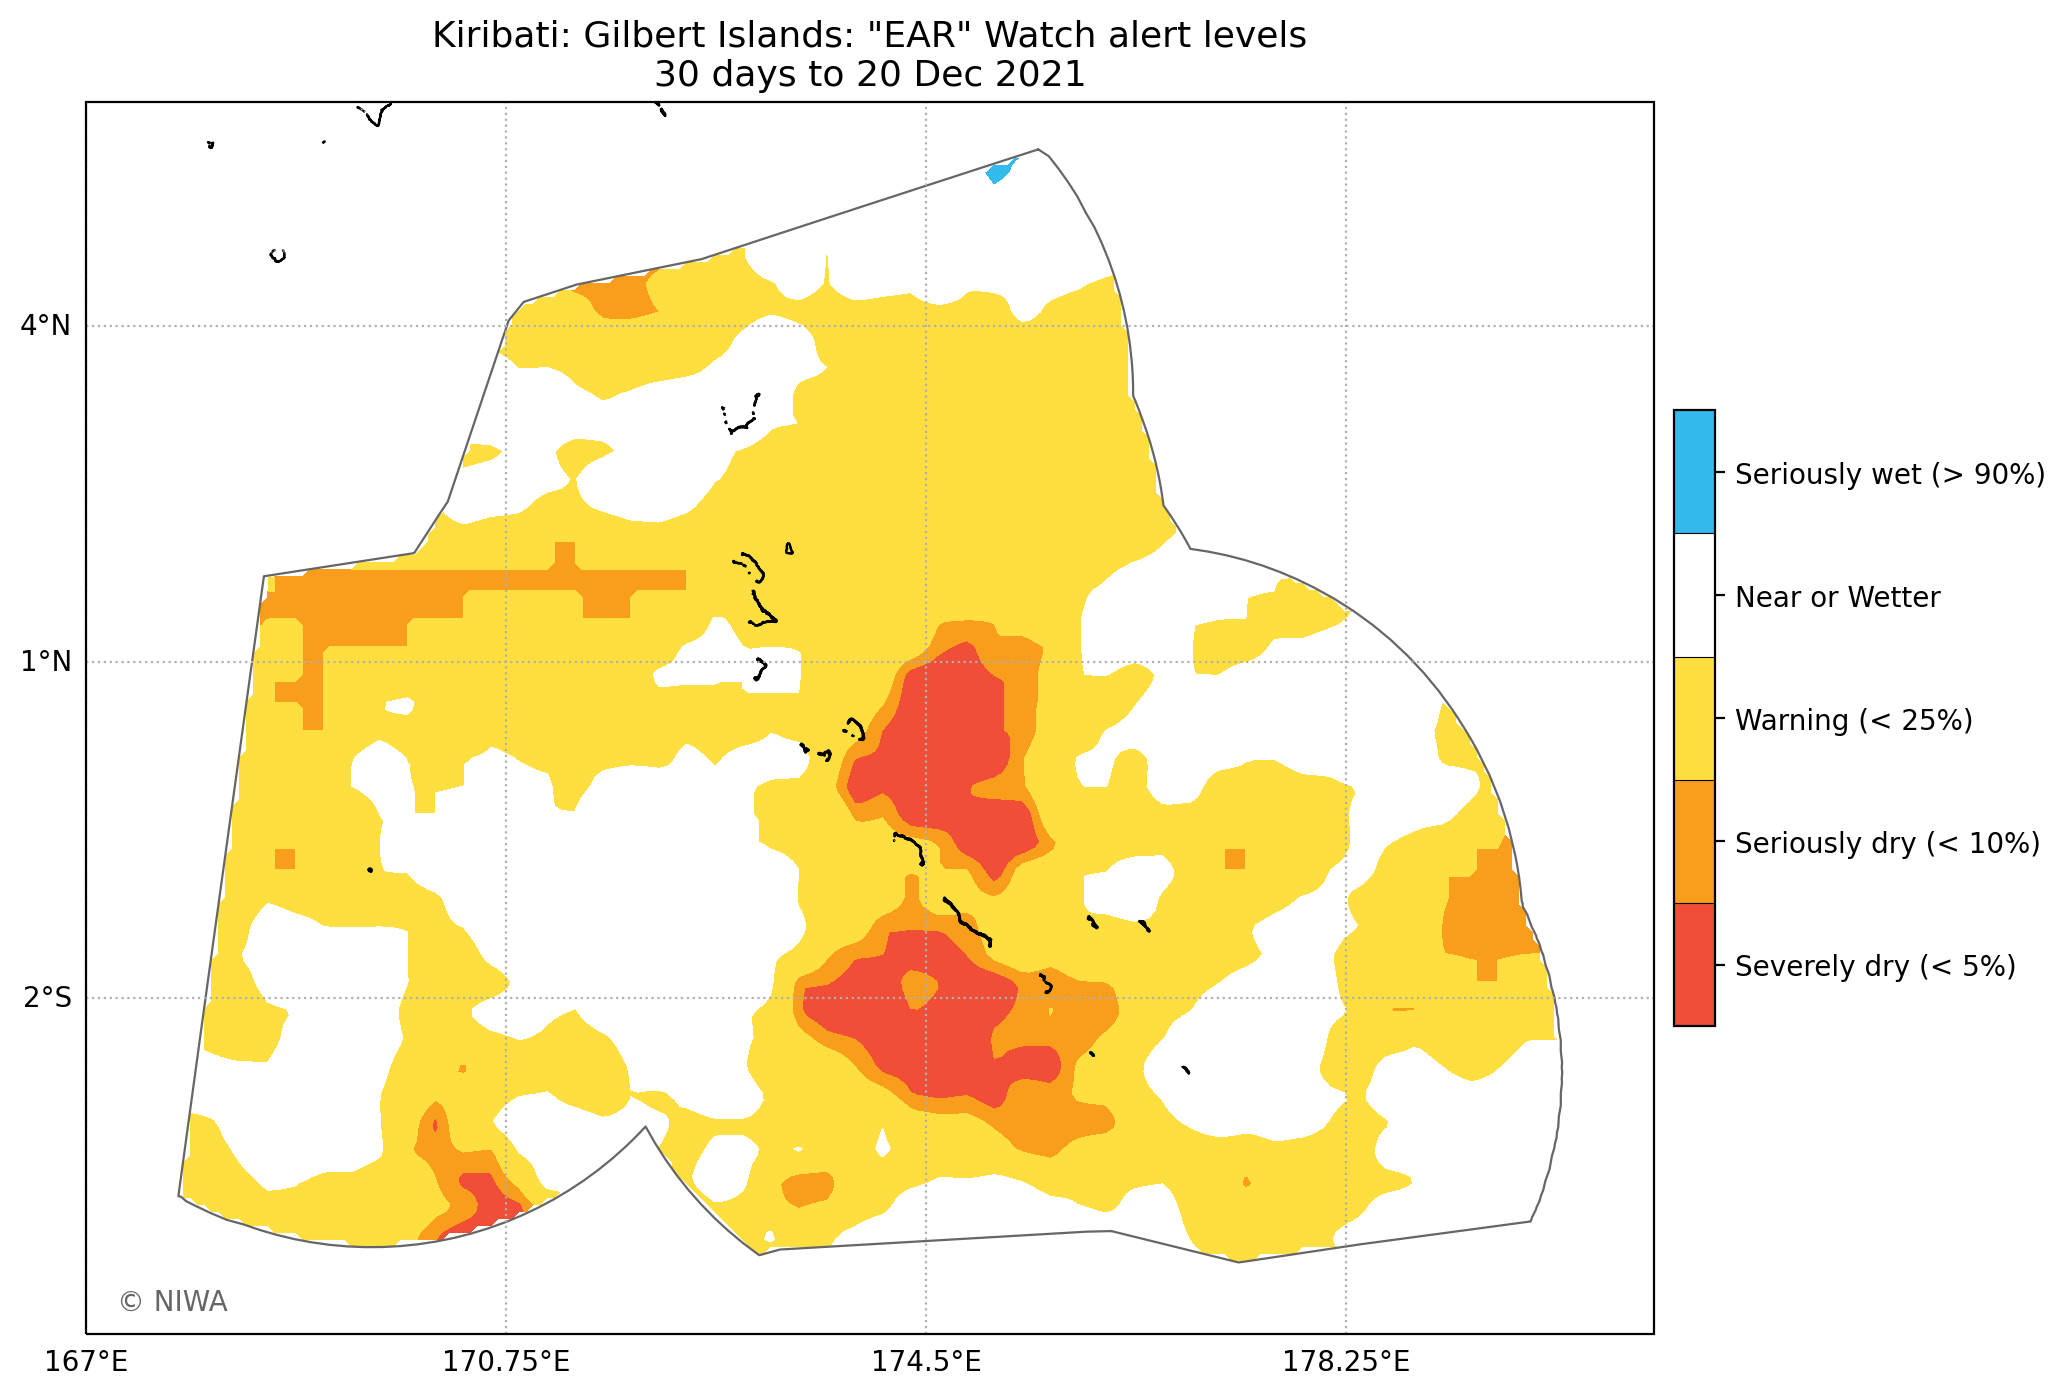 Kiribati: Gilbert Islands: "EAR" Watch alert levels
30 days to 20 Dec 2021
4°N
1°N
2°S
167°E
170.75°E
174.5°E
178.25°E
Seriously wet (> 90%)
Near or Wetter
Warning (< 25%)
Seriously dry (< 10%)
Severely dry (< 5%)
© NIWA